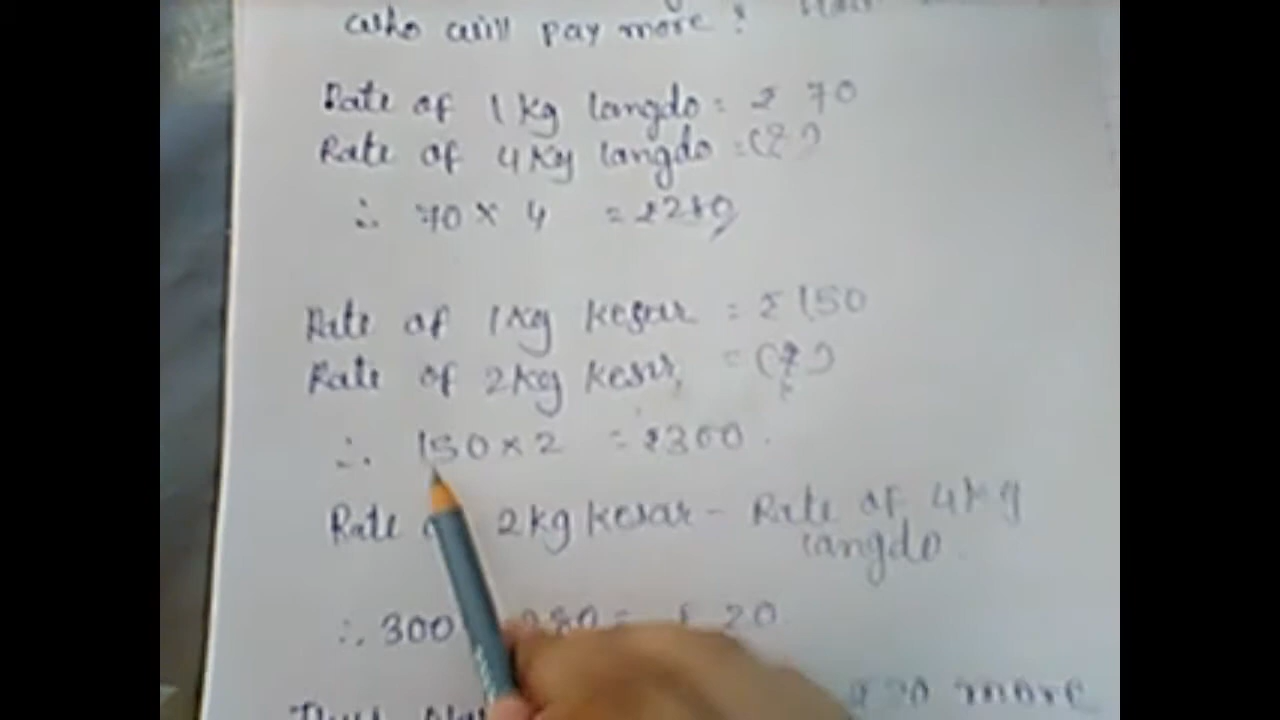 who will pay more ?
Rate of 1 kg langdo = ₹ 70
Rate of 4 Kg langdo = (?)
∴ 70 × 4 = ₹280
Rate of 1 Kg kesar = ₹ 150
Rate of 2 Kg kesar = (?)
∴ 150 × 2 = ₹300
Rate 2 kg kesar - Rate of 4 kg
langdo
∴ 300 280 = ₹ 20
₹20 more